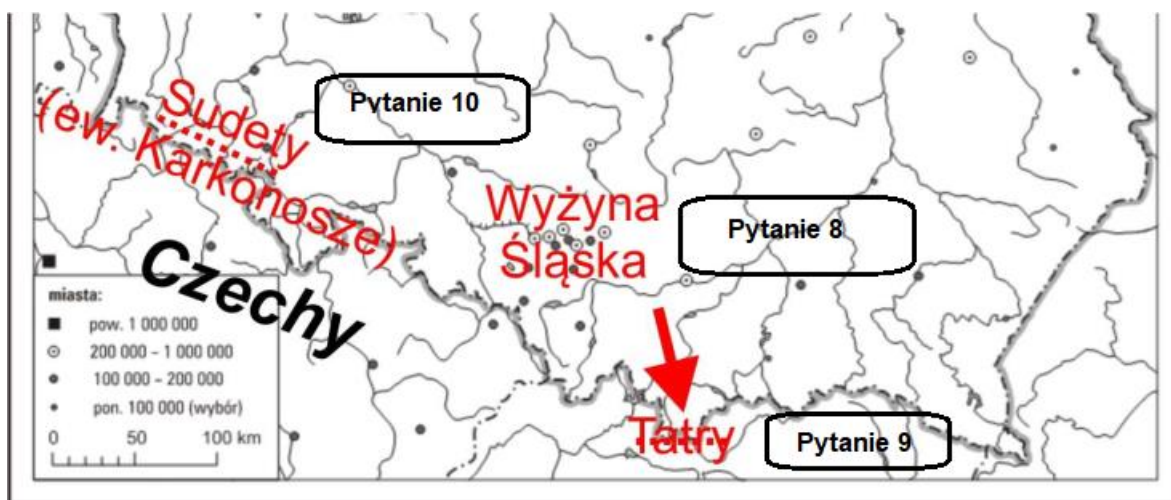 Pytanie 10
Sudety
(ew. Karkonosze)
Wyżyna
Śląska
Pytanie 8
Czechy
miasta:
pow. 1 000 000
200 000 – 1 000 000
100 000 – 200 000
pon. 100 000 (wybór)
0 50 100 km
Tatry
Pytanie 9